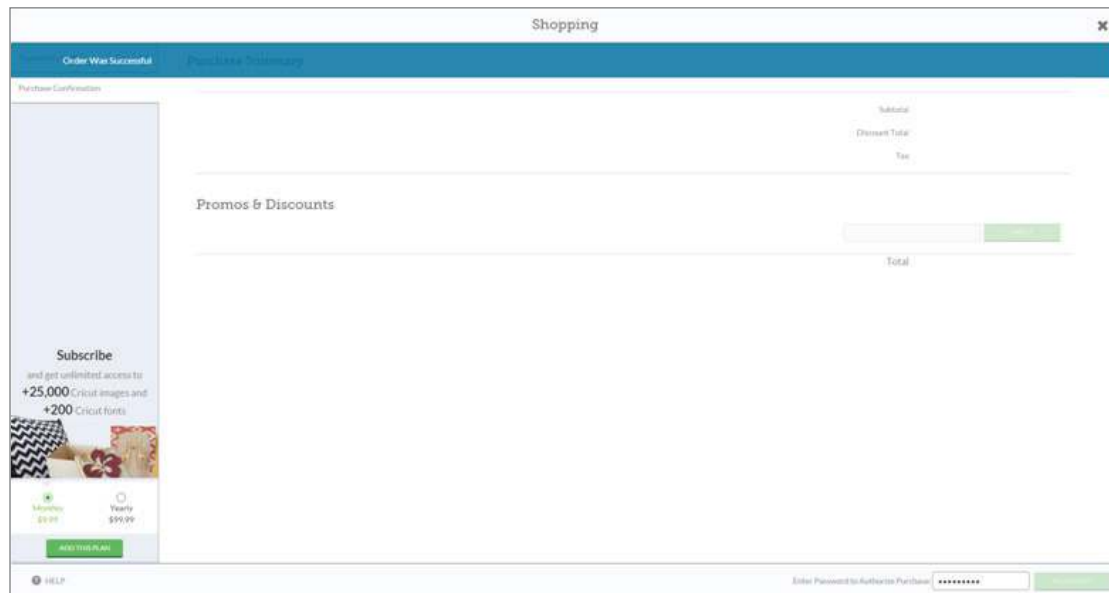 Shopping
Order Was Successful
Purchase Summary
Purchase Confirmation
Subtotal
Discount Total
Tax
Promos & Discounts
Total
Subscribe
and get unlimited access to
+25,000 Cricut images and
+200 Cricut fonts
Monthly
$9.99
Yearly
$99.99
ADD THIS PLAN
HELP
Enter Password to Authorize Purchase: